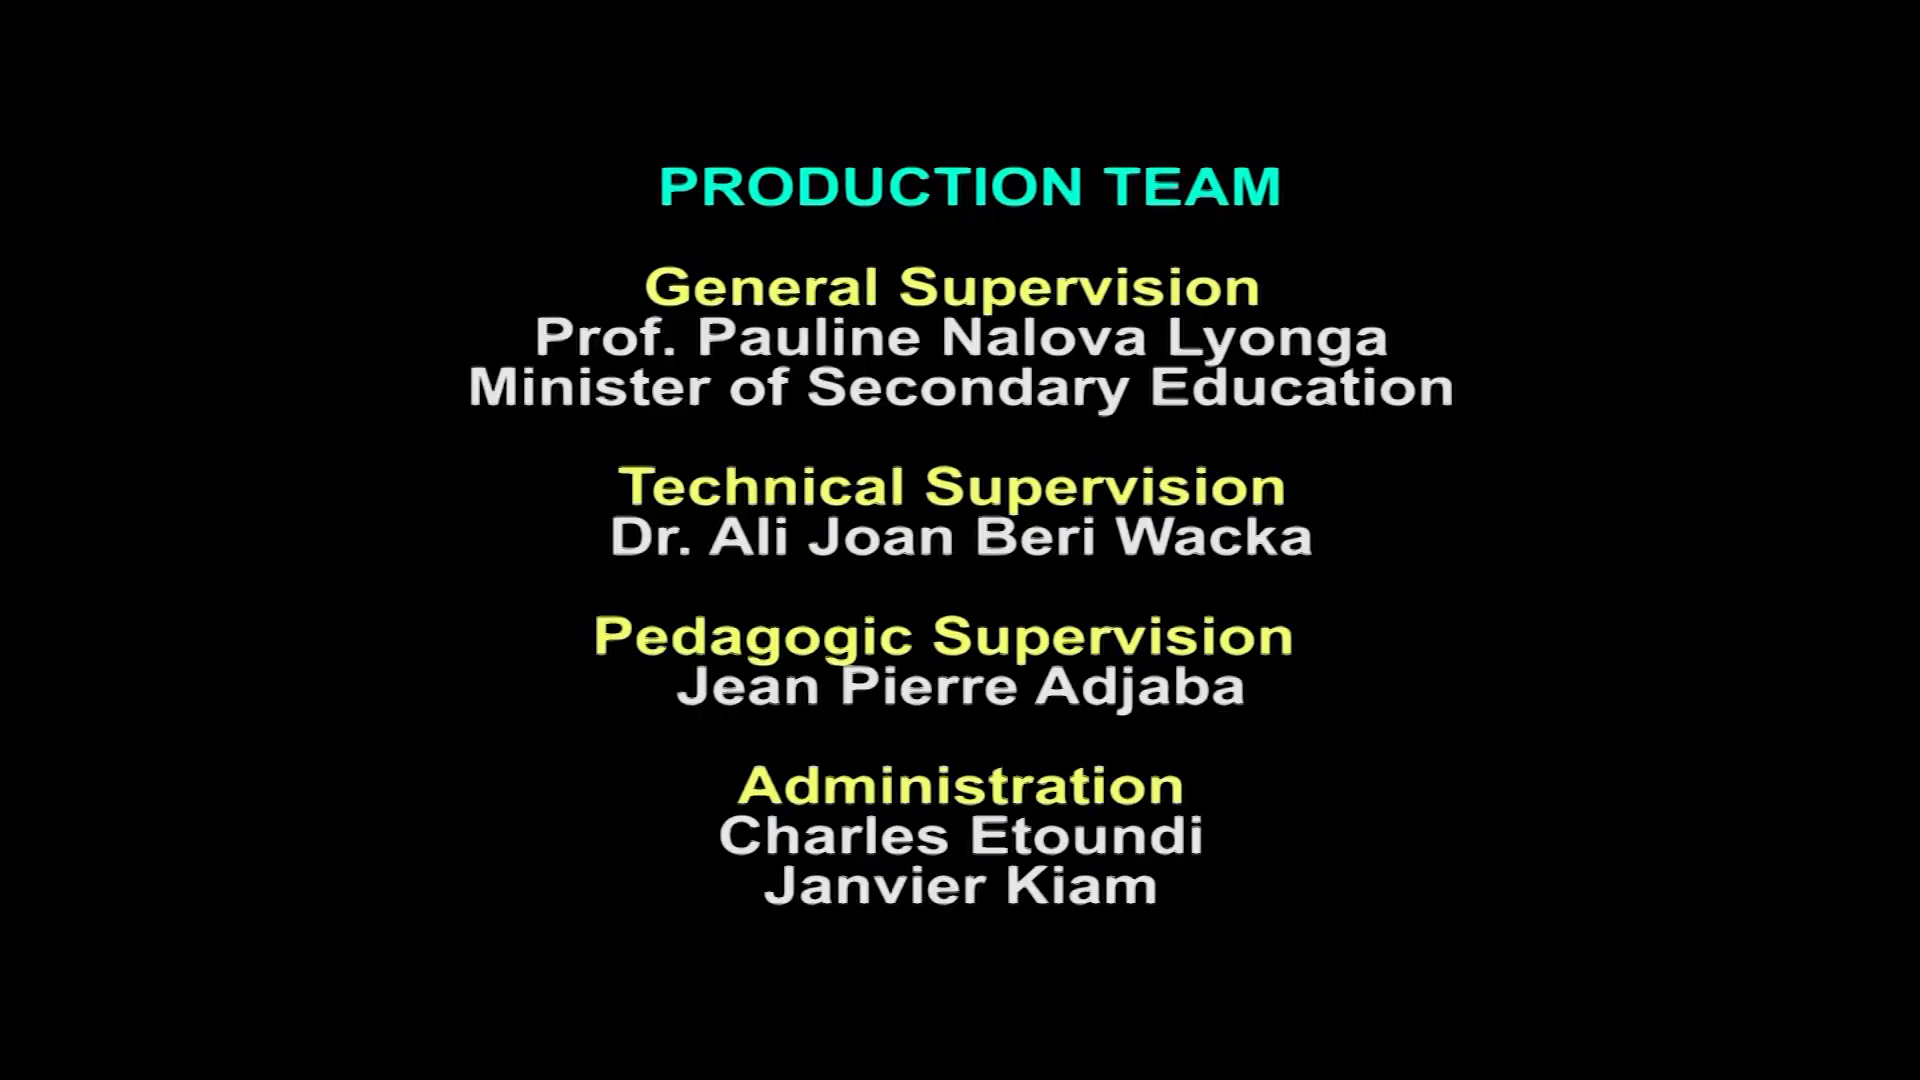 PRODUCTION TEAM
General Supervision
Prof. Pauline Nalova Lyonga
Minister of Secondary Education
Technical Supervision
Dr. Ali Joan Beri Wacka
Pedagogic Supervision
Jean Pierre Adjaba
Administration
Charles Etoundi
Janvier Kiam